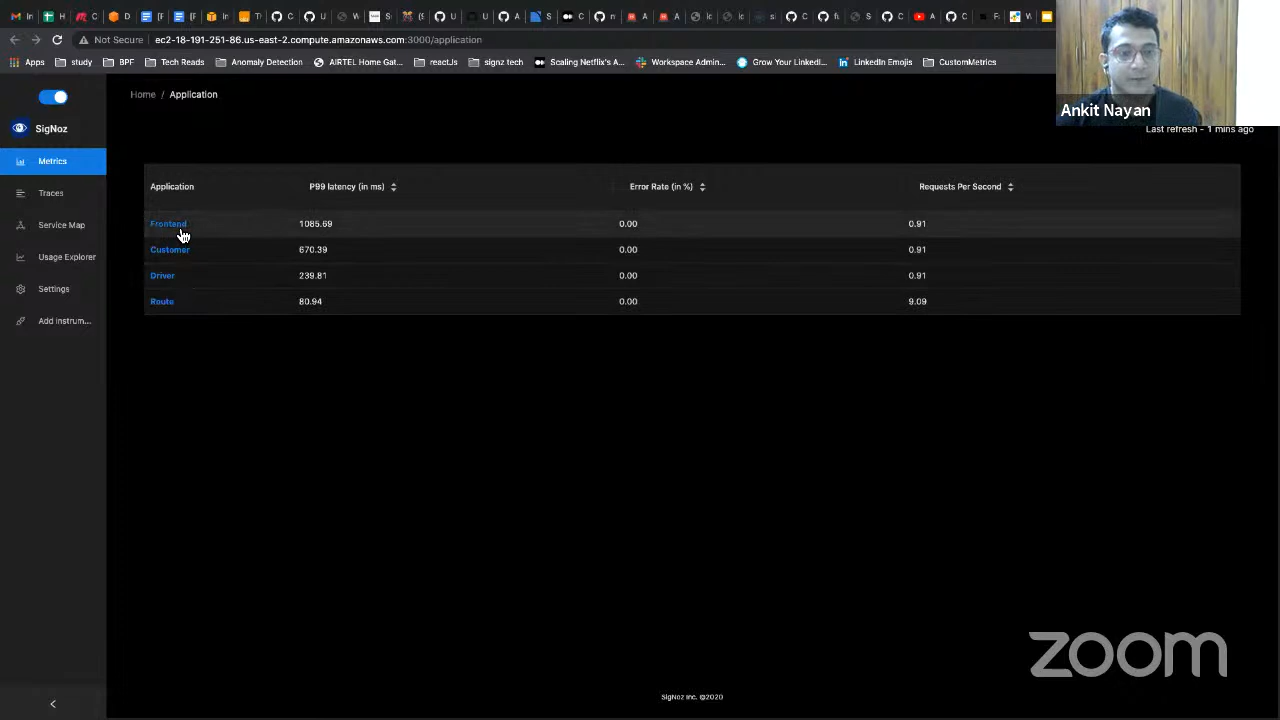 Not Secure
ec2-18-191-251-86.us-east-2.compute.amazonaws.com:3000/application
Apps
study
BPF
Tech Reads
Anomaly Detection
AIRTEL Home Gat...
reactJs
signz tech
Scaling Netflix's A...
Workspace Admin...
Grow Your LinkedI...
LinkedIn Emojis
CustomMetrics
Ankit Nayan
Home / Application
Last refresh - 1 mins ago
SigNoz
Metrics
Traces
Service Map
Usage Explorer
Settings
Add instrum...
Application P99 latency (in ms) Error Rate (in %) Requests Per Second
Frontend 1085.69 0.00 0.91
Customer 670.39 0.00 0.91
Driver 239.81 0.00 0.91
Route 80.94 0.00 9.09
zoom
SigNoz Inc. ©2020